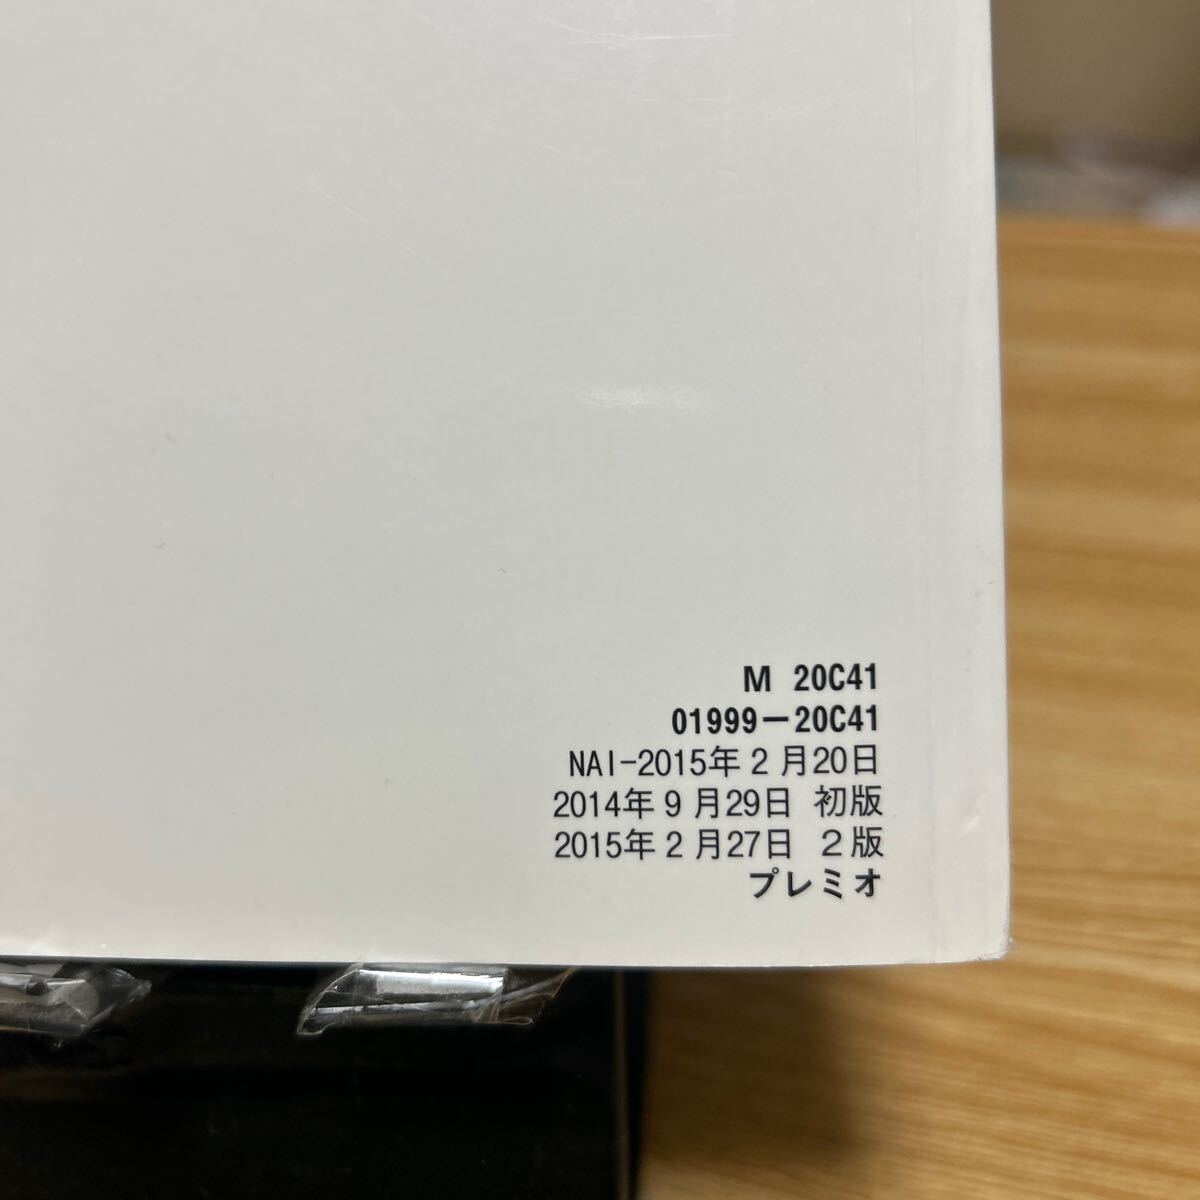 M 20C41
01999-20C41
NAI-2015年2月20日
2014年9月29日 初版
2015年2月27日 2版
プレミオ